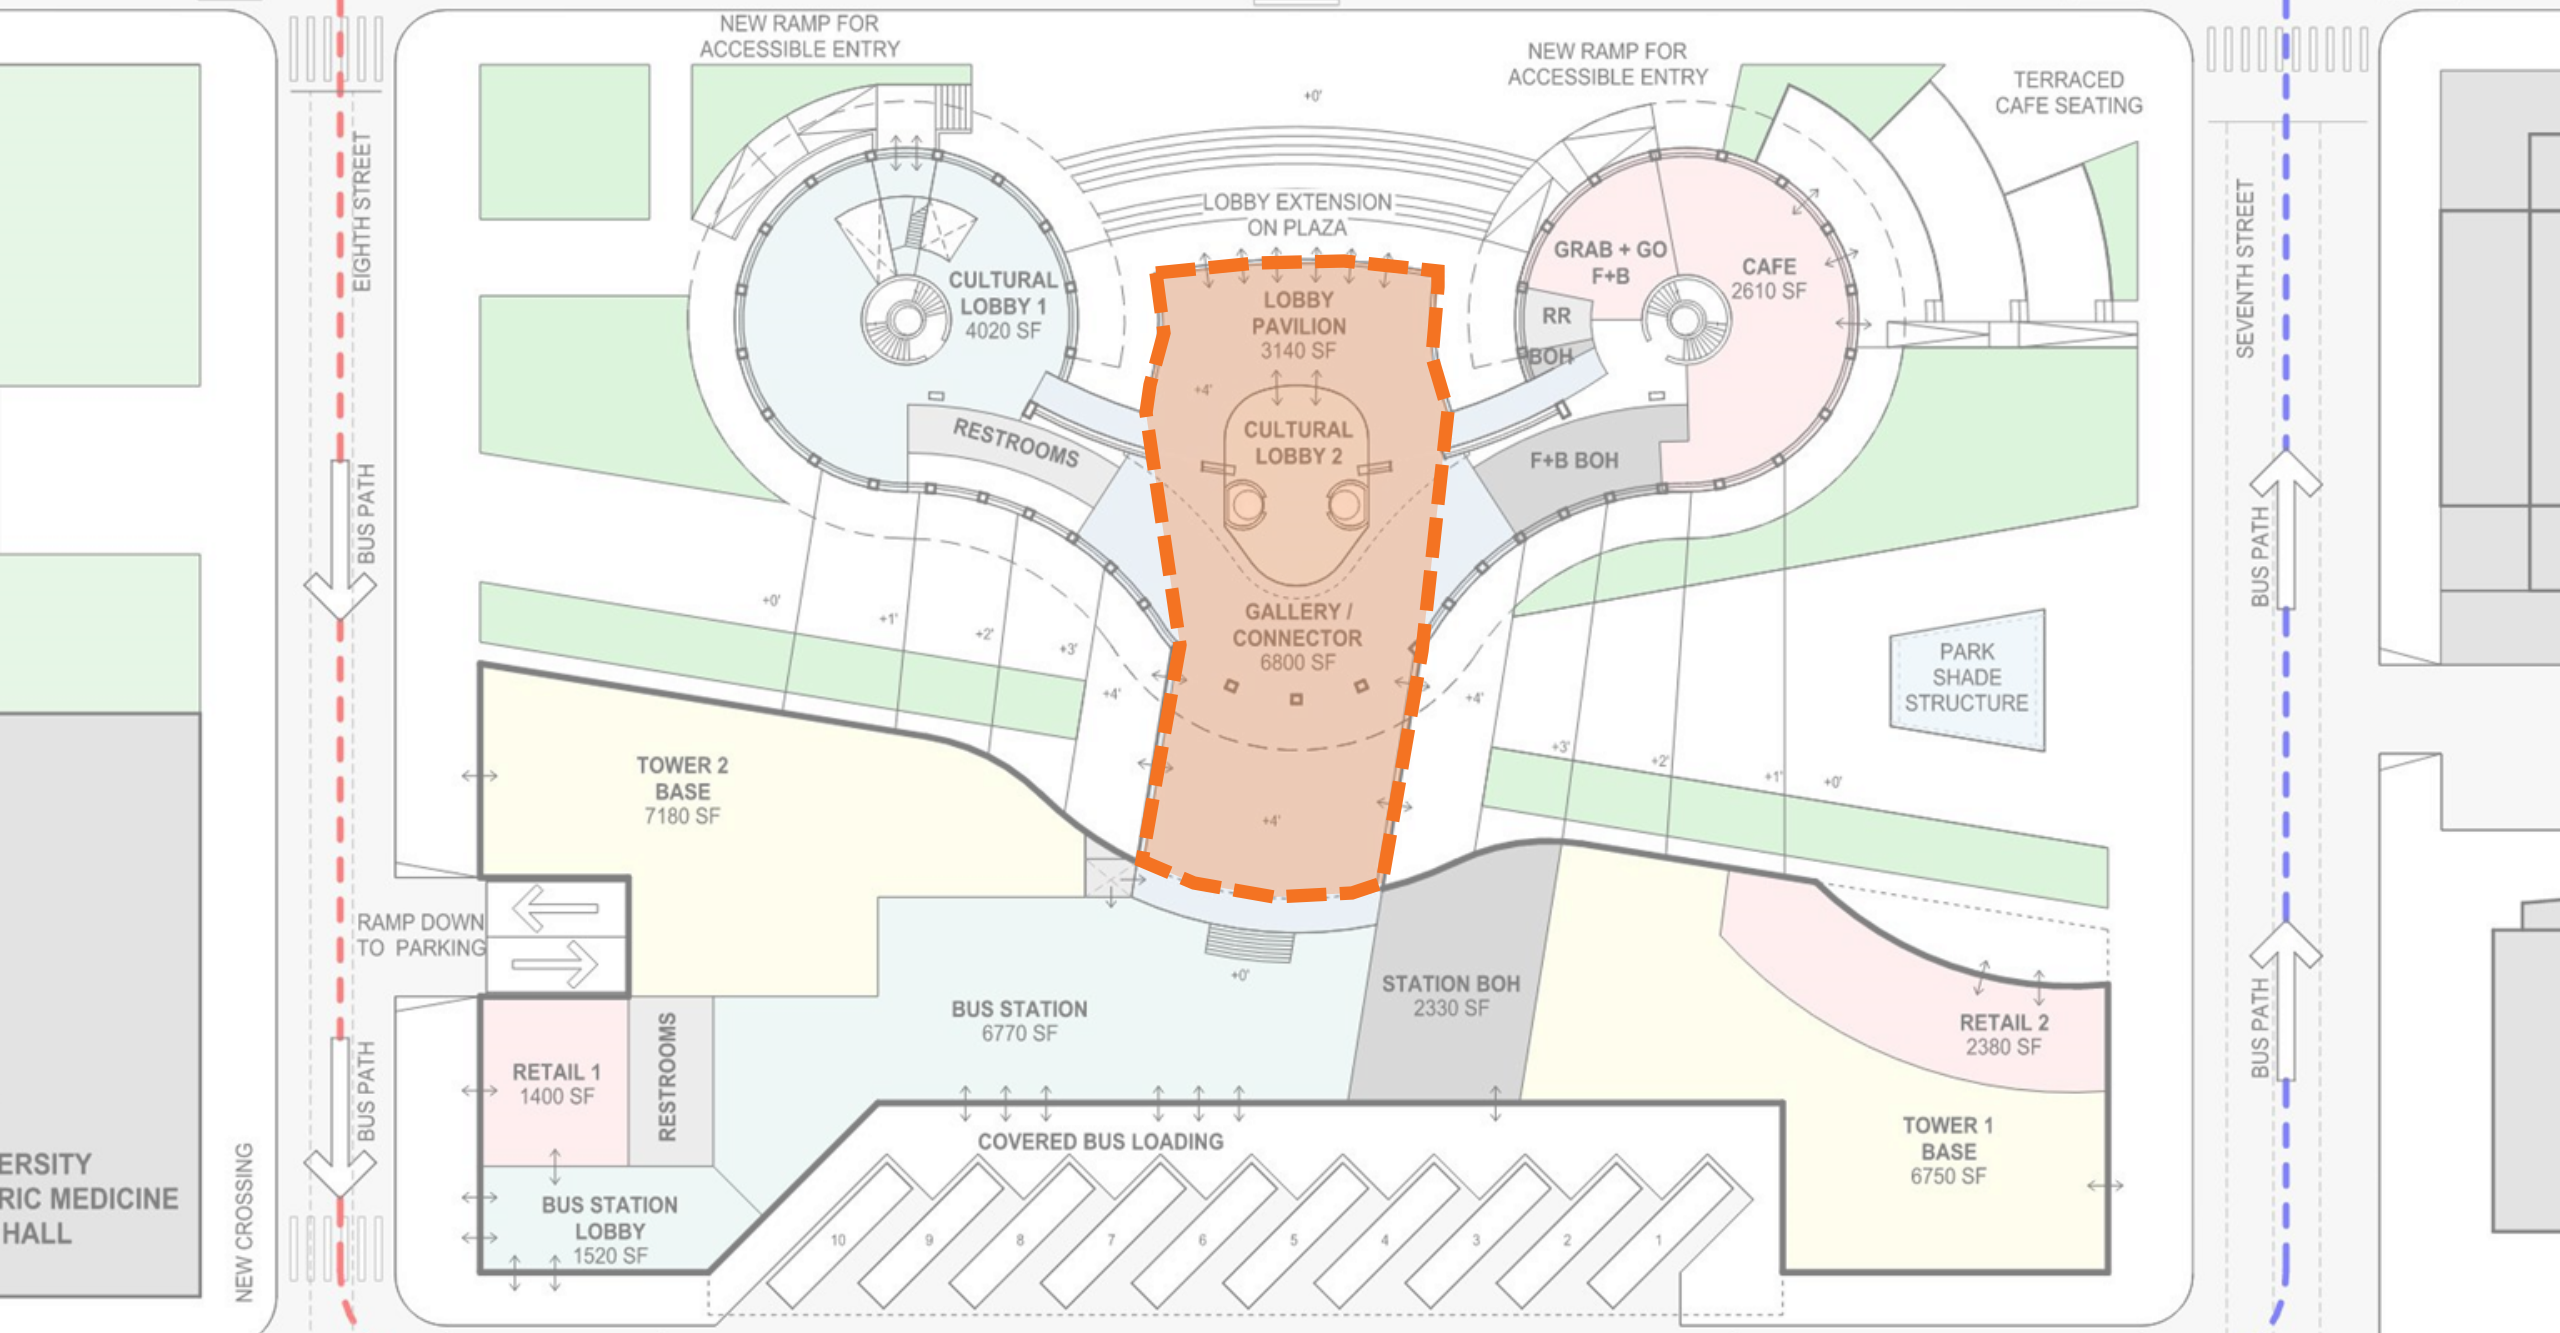 NEW RAMP FOR
ACCESSIBLE ENTRY
NEW RAMP FOR
ACCESSIBLE ENTRY
TERRACED
CAFE SEATING
+0'
EIGHTH STREET
SEVENTH STREET
LOBBY EXTENSION
ON PLAZA
CULTURAL
LOBBY 1
4020 SF
LOBBY
PAVILION
3140 SF
GRAB + GO
F+B
CAFE
2610 SF
RR
BOH
+4'
RESTROOMS
CULTURAL
LOBBY 2
F+B BOH
BUS PATH
BUS PATH
GALLERY /
CONNECTOR
6800 SF
+0'
+1'
+2'
+3'
+4'
+4'
+3'
+2'
+1'
+0'
+4'
PARK
SHADE
STRUCTURE
TOWER 2
BASE
7180 SF
RAMP DOWN
TO PARKING
BUS STATION
6770 SF
+0'
STATION BOH
2330 SF
RETAIL 2
2380 SF
RETAIL 1
1400 SF
RESTROOMS
BUS PATH
BUS PATH
TOWER 1
BASE
6750 SF
COVERED BUS LOADING
BUS STATION
LOBBY
1520 SF
10
9
8
7
6
5
4
3
2
1
NEW CROSSING
ERSITY
RIC MEDICINE
HALL